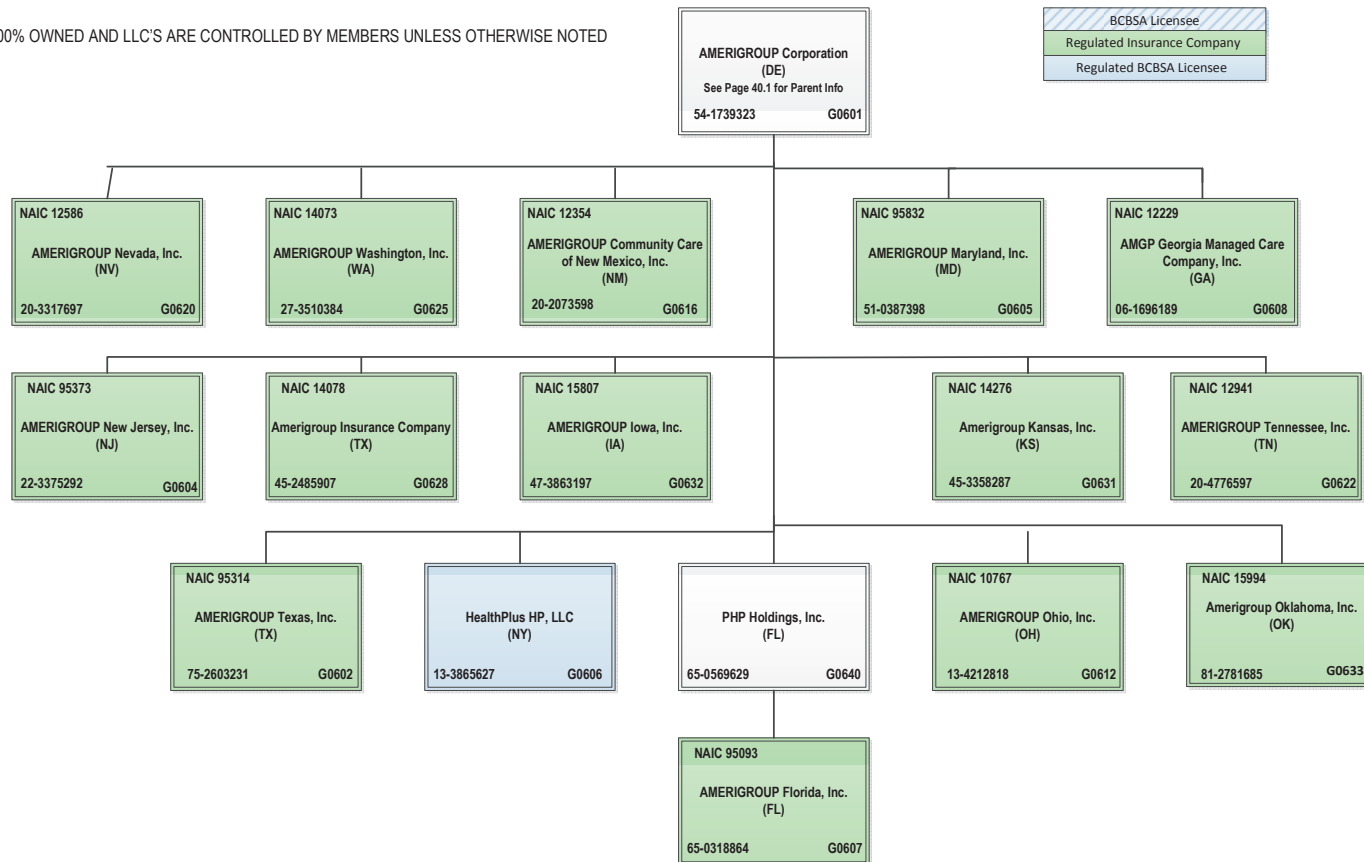 00% OWNED AND LLC'S ARE CONTROLLED BY MEMBERS UNLESS OTHERWISE NOTED
AMERIGROUP Corporation
(DE)
See Page 40.1 for Parent Info
54-1739323 G0601
BCBSA Licensee
Regulated Insurance Company
Regulated BCBSA Licensee
NAIC 12586
AMERIGROUP Nevada, Inc.
(NV)
20-3317697 G0620
NAIC 14073
AMERIGROUP Washington, Inc.
(WA)
27-3510384 G0625
NAIC 12354
AMERIGROUP Community Care
of New Mexico, Inc.
(NM)
20-2073598 G0616
NAIC 95832
AMERIGROUP Maryland, Inc.
(MD)
51-0387398 G0605
NAIC 12229
AMGP Georgia Managed Care
Company, Inc.
(GA)
06-1696189 G0608
NAIC 95373
AMERIGROUP New Jersey, Inc.
(NJ)
22-3375292 G0604
NAIC 14078
Amerigroup Insurance Company
(TX)
45-2485907 G0628
NAIC 15807
AMERIGROUP Iowa, Inc.
(IA)
47-3863197 G0632
NAIC 14276
Amerigroup Kansas, Inc.
(KS)
45-3358287 G0631
NAIC 12941
AMERIGROUP Tennessee, Inc.
(TN)
20-4776597 G0622
NAIC 95314
AMERIGROUP Texas, Inc.
(TX)
75-2603231 G0602
HealthPlus HP, LLC
(NY)
13-3865627 G0606
PHP Holdings, Inc.
(FL)
65-0569629 G0640
NAIC 10767
AMERIGROUP Ohio, Inc.
(OH)
13-4212818 G0612
NAIC 15994
Amerigroup Oklahoma, Inc.
(OK)
81-2781685 G0633
NAIC 95093
AMERIGROUP Florida, Inc.
(FL)
65-0318864 G0607